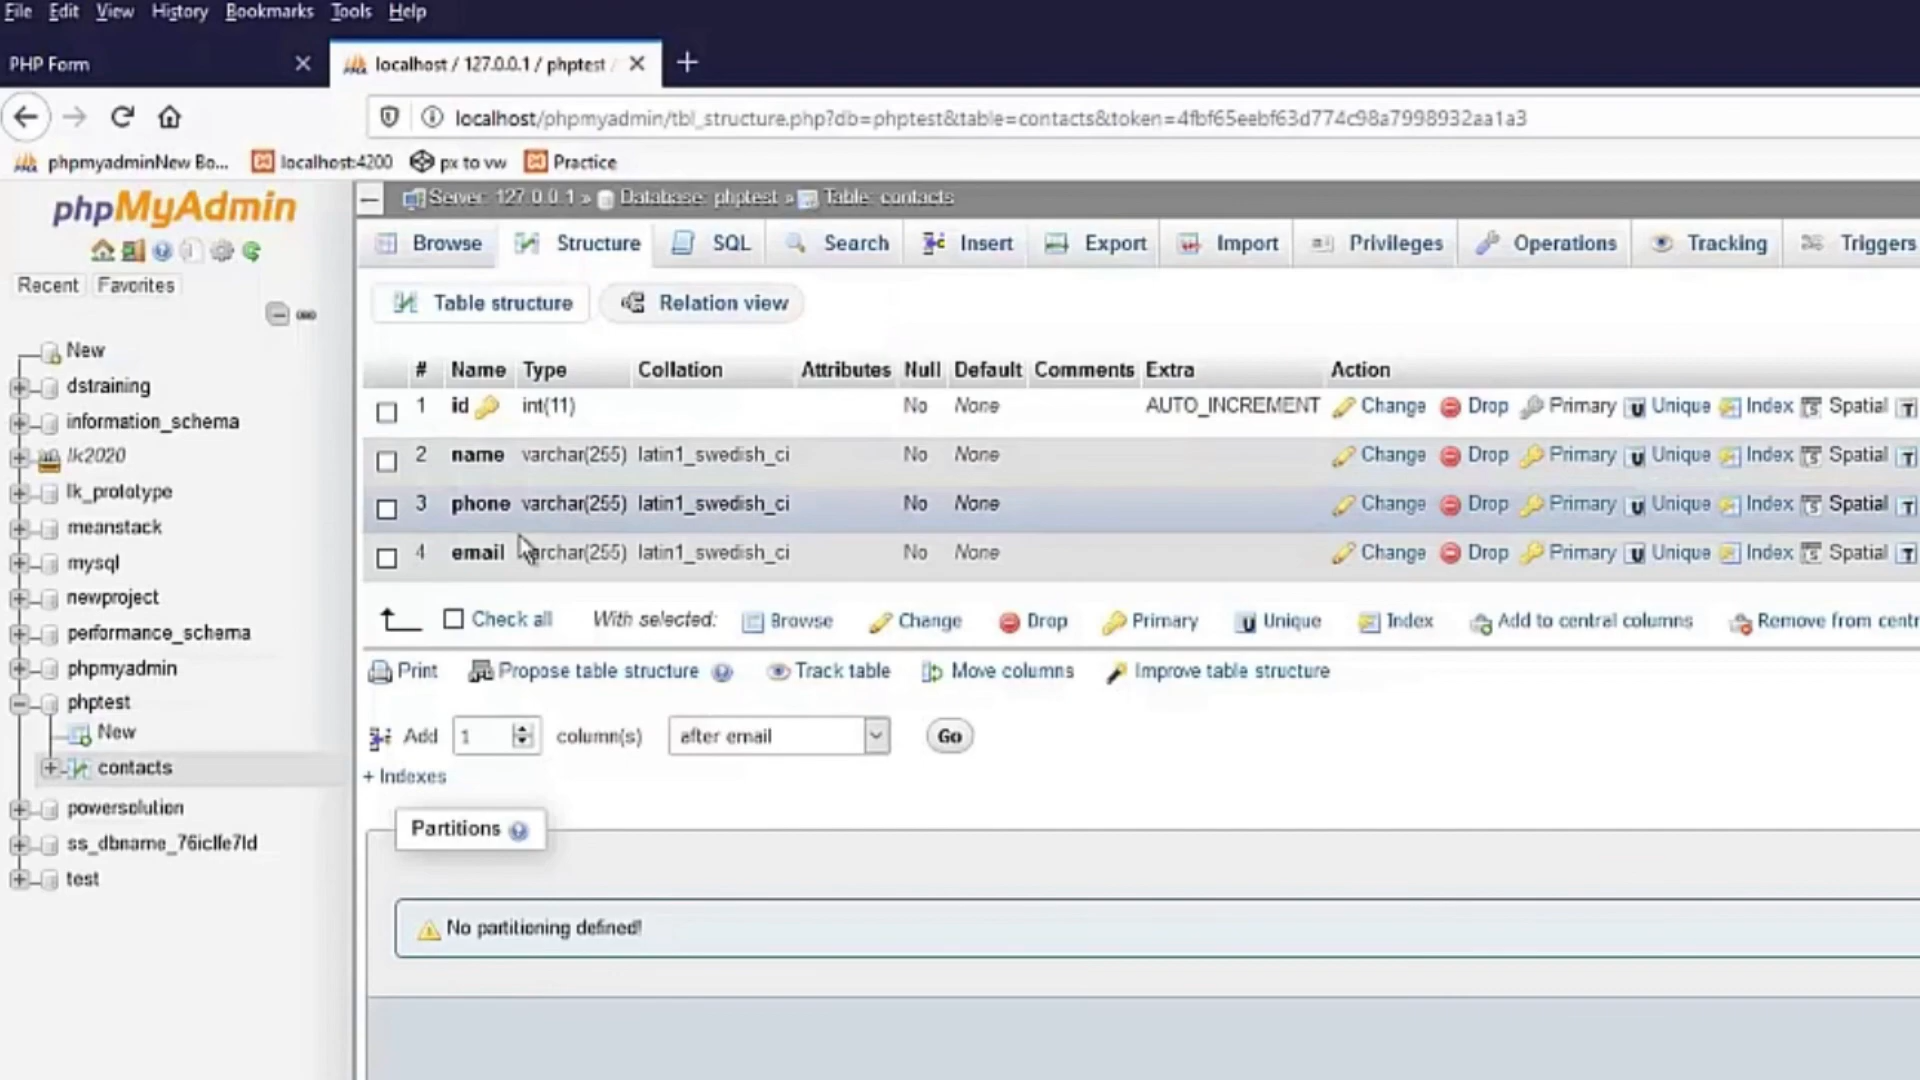 File Edit View History Bookmarks Tools Help
PHP Form
localhost / 127.0.0.1 / phptest /
localhost/phpmyadmin/tbl_structure.php?db=phptest&table=contacts&token=4fbf65eebf63d774c98a7998932aa1a3
phpmyadminNew Bo... localhost:4200 px to vw Practice
phpMyAdmin
Recent Favorites
New
dstraining
information_schema
lk2020
lk_prototype
meanstack
mysql
newproject
performance_schema
phpmyadmin
phptest
New
contacts
powersolution
ss_dbname_76iclfe7ld
test
Server: 127.0.0.1 » Database: phptest » Table: contacts
Browse Structure SQL Search Insert Export Import Privileges Operations Tracking Triggers
Table structure Relation view
# Name Type Collation Attributes Null Default Comments Extra Action
1 id int(11) No None AUTO_INCREMENT Change Drop Primary Unique Index Spatial
2 name varchar(255) latin1_swedish_ci No None Change Drop Primary Unique Index Spatial
3 phone varchar(255) latin1_swedish_ci No None Change Drop Primary Unique Index Spatial
4 email varchar(255) latin1_swedish_ci No None Change Drop Primary Unique Index Spatial
Check all With selected: Browse Change Drop Primary Unique Index Add to central columns Remove from centr
Print Propose table structure Track table Move columns Improve table structure
Add 1 column(s) after email Go
+ Indexes
Partitions
No partitioning defined!